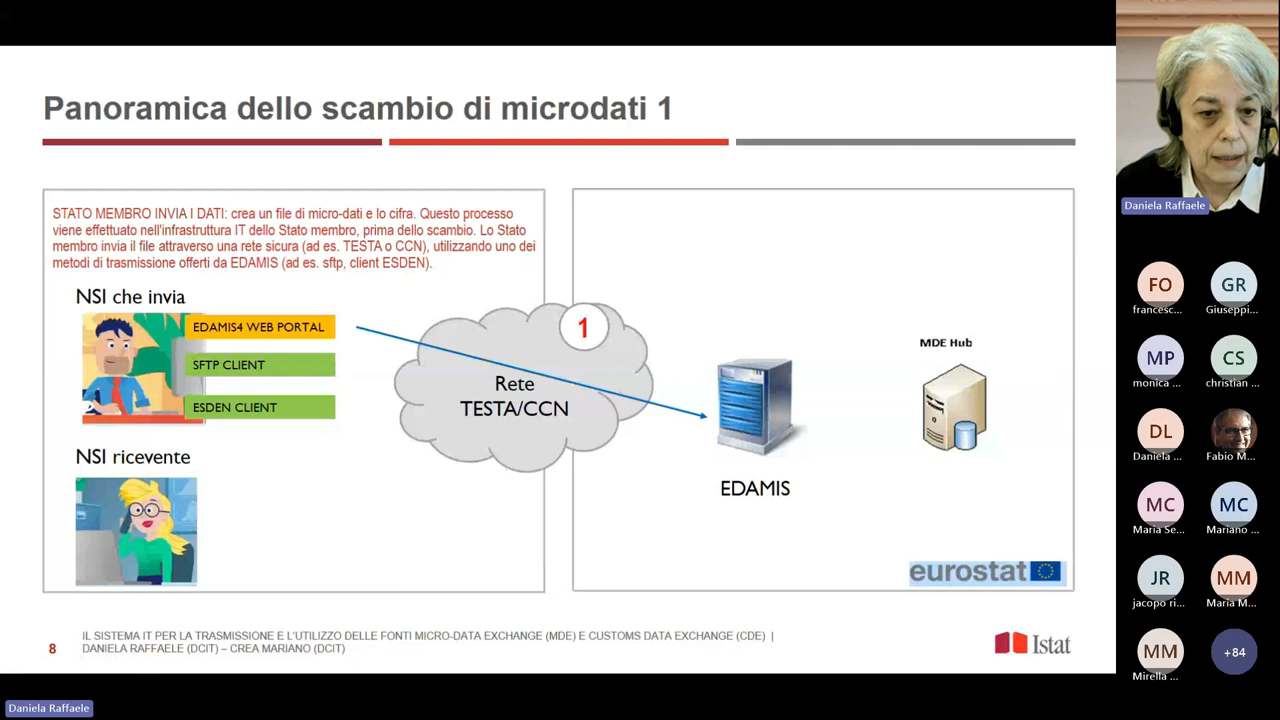 Panoramica dello scambio di microdati 1
STATO MEMBRO INVIA I DATI: crea un file di micro-dati e lo cifra. Questo processo
viene effettuato nell'infrastruttura IT dello Stato membro, prima dello scambio. Lo Stato
membro invia il file attraverso una rete sicura (ad es. TESTA o CCN), utilizzando uno dei
metodi di trasmissione offerti da EDAMIS (ad es. sftp, client ESDEN).
NSI che invia
EDAMIS4 WEB PORTAL
SFTP CLIENT
ESDEN CLIENT
NSI ricevente
1
Rete
TESTA/CCN
MDE Hub
EDAMIS
eurostat
8
IL SISTEMA IT PER LA TRASMISSIONE E L'UTILIZZO DELLE FONTI MICRO-DATA EXCHANGE (MDE) E CUSTOMS DATA EXCHANGE (CDE) |
DANIELA RAFFAELE (DCIT) – CREA MARIANO (DCIT)
Istat
Daniela Raffaele
FO
francesc...
GR
Giuseppi...
MP
monica ...
CS
christian ...
DL
Daniela ...
Fabio M...
MC
Maria Se...
MC
Mariano ...
JR
jacopo ri...
MM
Maria M...
MM
Mirella ...
+84
Daniela Raffaele